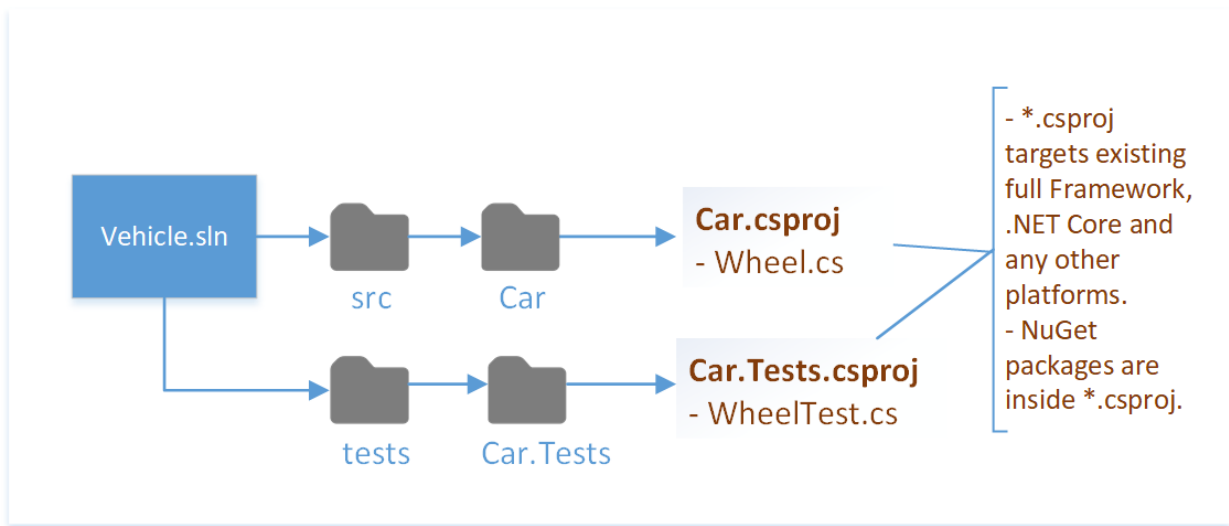 Vehicle.sln
src
Car
Car.csproj
- Wheel.cs
tests
Car.Tests
Car.Tests.csproj
- WheelTest.cs
- *.csproj
targets existing
full Framework,
.NET Core and
any other
platforms.
- NuGet
packages are
inside *.csproj.